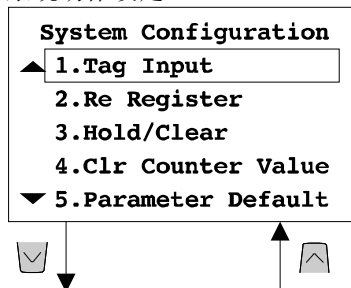 System Configuration
1.Tag Input
2.Re Register
3.Hold/Clear
4.Clr Counter Value
5.Parameter Default